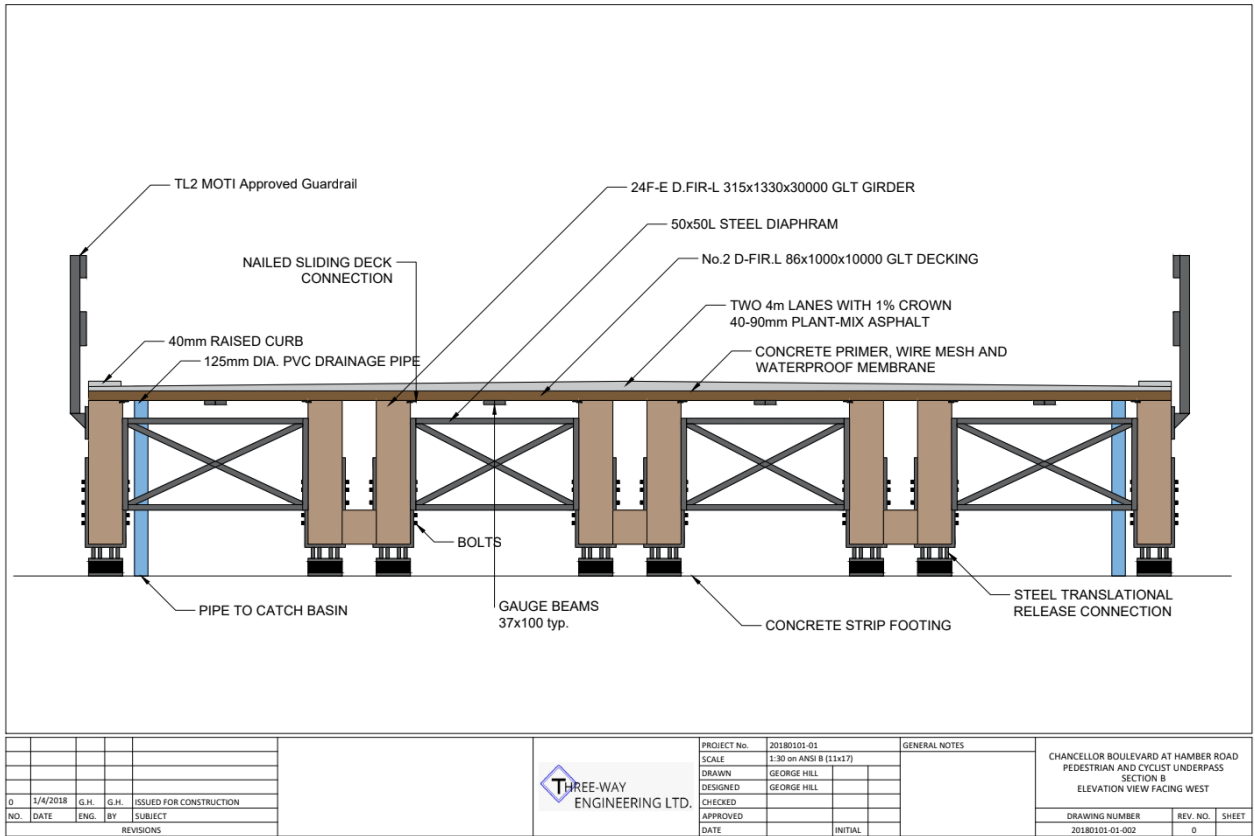 TL2 MOTI Approved Guardrail
24F-E D.FIR-L 315x1330x30000 GLT GIRDER
50x50L STEEL DIAPHRAM
NAILED SLIDING DECK
CONNECTION
No.2 D-FIR.L 86x1000x10000 GLT DECKING
TWO 4m LANES WITH 1% CROWN
40-90mm PLANT-MIX ASPHALT
40mm RAISED CURB
125mm DIA. PVC DRAINAGE PIPE
CONCRETE PRIMER, WIRE MESH AND
WATERPROOF MEMBRANE
BOLTS
PIPE TO CATCH BASIN
GAUGE BEAMS
37x100 typ.
CONCRETE STRIP FOOTING
STEEL TRANSLATIONAL
RELEASE CONNECTION
0 1/4/2018 G.H. G.H. ISSUED FOR CONSTRUCTION
NO. DATE ENG. BY SUBJECT
REVISIONS
THREE-WAY
ENGINEERING LTD.
PROJECT No. 20180101-01
SCALE 1:30 on ANSI B (11x17)
DRAWN GEORGE HILL
DESIGNED GEORGE HILL
CHECKED
APPROVED
DATE INITIAL
GENERAL NOTES
CHANCELLOR BOULEVARD AT HAMBER ROAD
PEDESTRIAN AND CYCLIST UNDERPASS
SECTION B
ELEVATION VIEW FACING WEST
DRAWING NUMBER REV. NO. SHEET
20180101-01-002 0